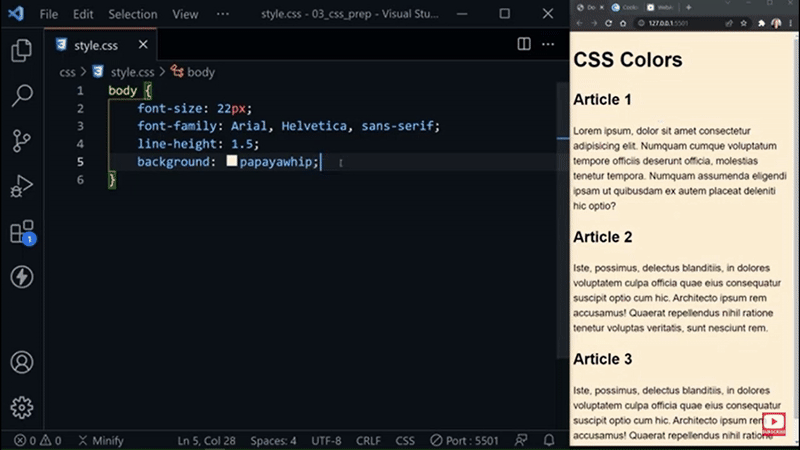 File Edit Selection View ··· style.css - 03_css_prep - Visual Stu...
style.css
css > style.css > body
1 body {
2 font-size: 22px;
3 font-family: Arial, Helvetica, sans-serif;
4 line-height: 1.5;
5 background: papayawhip;
6 }
1
0 0 Minify Ln 5, Col 28 Spaces: 4 UTF-8 CRLF CSS Port : 5501
127.0.0.1:5501
CSS Colors
Article 1
Lorem ipsum, dolor sit amet consectetur
adipisicing elit. Numquam cumque voluptatum
tempore officiis deserunt officia, molestias
tenetur tempora. Numquam assumenda eligendi
ipsam ut quibusdam ex autem placeat deleniti
hic optio?
Article 2
Iste, possimus, delectus blanditiis, in dolores
voluptatem culpa officia quae eius consequatur
suscipit optio cum hic. Architecto ipsum rem
accusamus! Quaerat repellendus nihil ratione
tenetur voluptas veritatis, sunt nesciunt rem.
Article 3
Iste, possimus, delectus blanditiis, in dolores
voluptatem culpa officia quae eius consequatur
suscipit optio cum hic. Architecto ipsum rem
accusamus! Quaerat repellendus nihil ratione
SUBSCRIBE